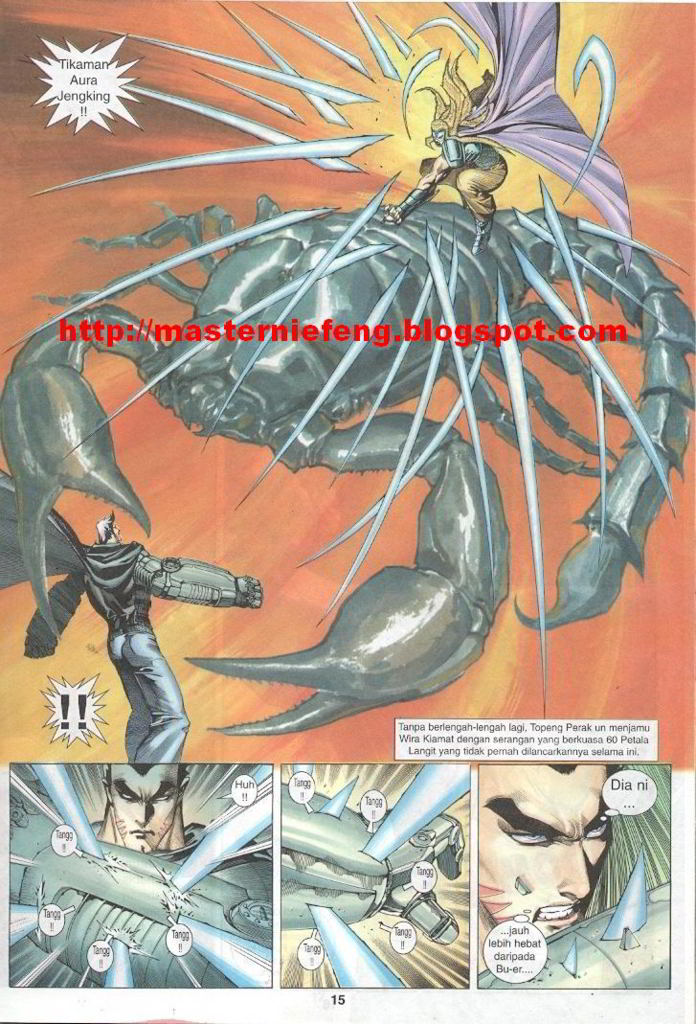 Tikaman
Aura
Jengking
!!
http://masterniefeng.blogspot.com
!!
Tanpa berlengah-lengah lagi, Topeng Perak un menjamu
Wira Kiamat dengan serangan yang berkuasa 60 Petala
Langit yang tidak pernah dilancarkannya selama ini.
Huh
!!
Tangg
!!
Tangg
!!
Tangg
!!
Tangg
!!
Tangg
!!
Tangg
!!
Tangg
!!
Tangg
!!
Tangg
!!
Dia ni
...
...jauh
lebih hebat
daripada
Bu-er....
15